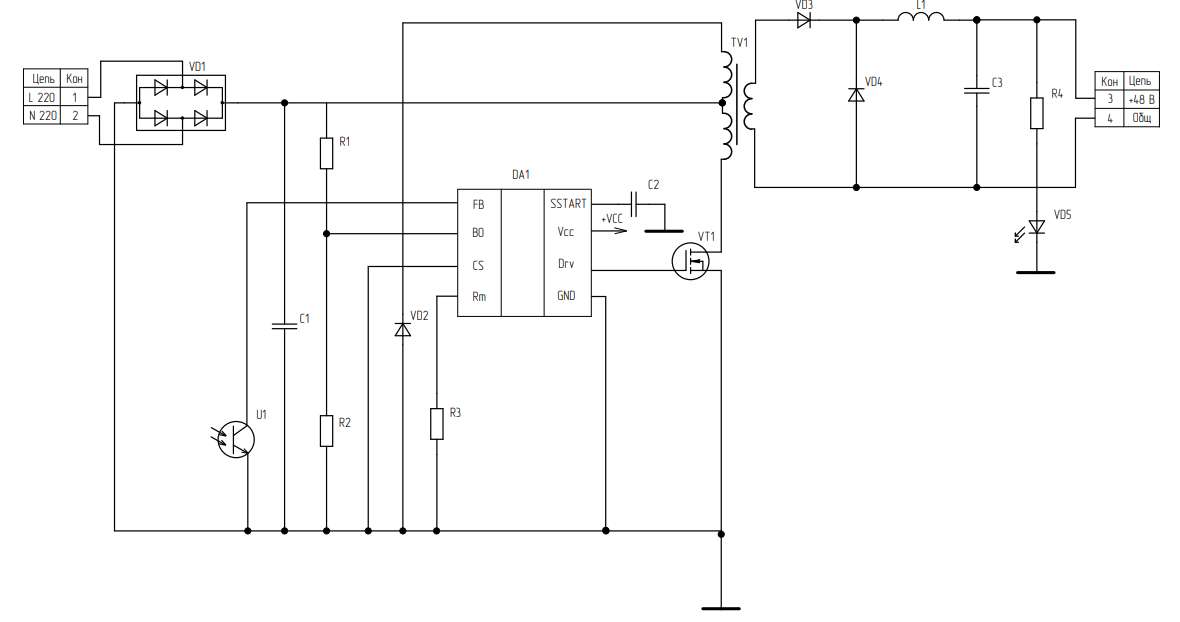 VD3
L1
TV1
VD1
Цепь Кон
L 220 1
N 220 2
VD4
C3
R4
Кон Цепь
3 +48 В
4 Общ
R1
DA1
FB
BO
CS
Rm
SSTART
Vcc
Drv
GND
C2
+VCC
VT1
VD5
C1
VD2
U1
R2
R3